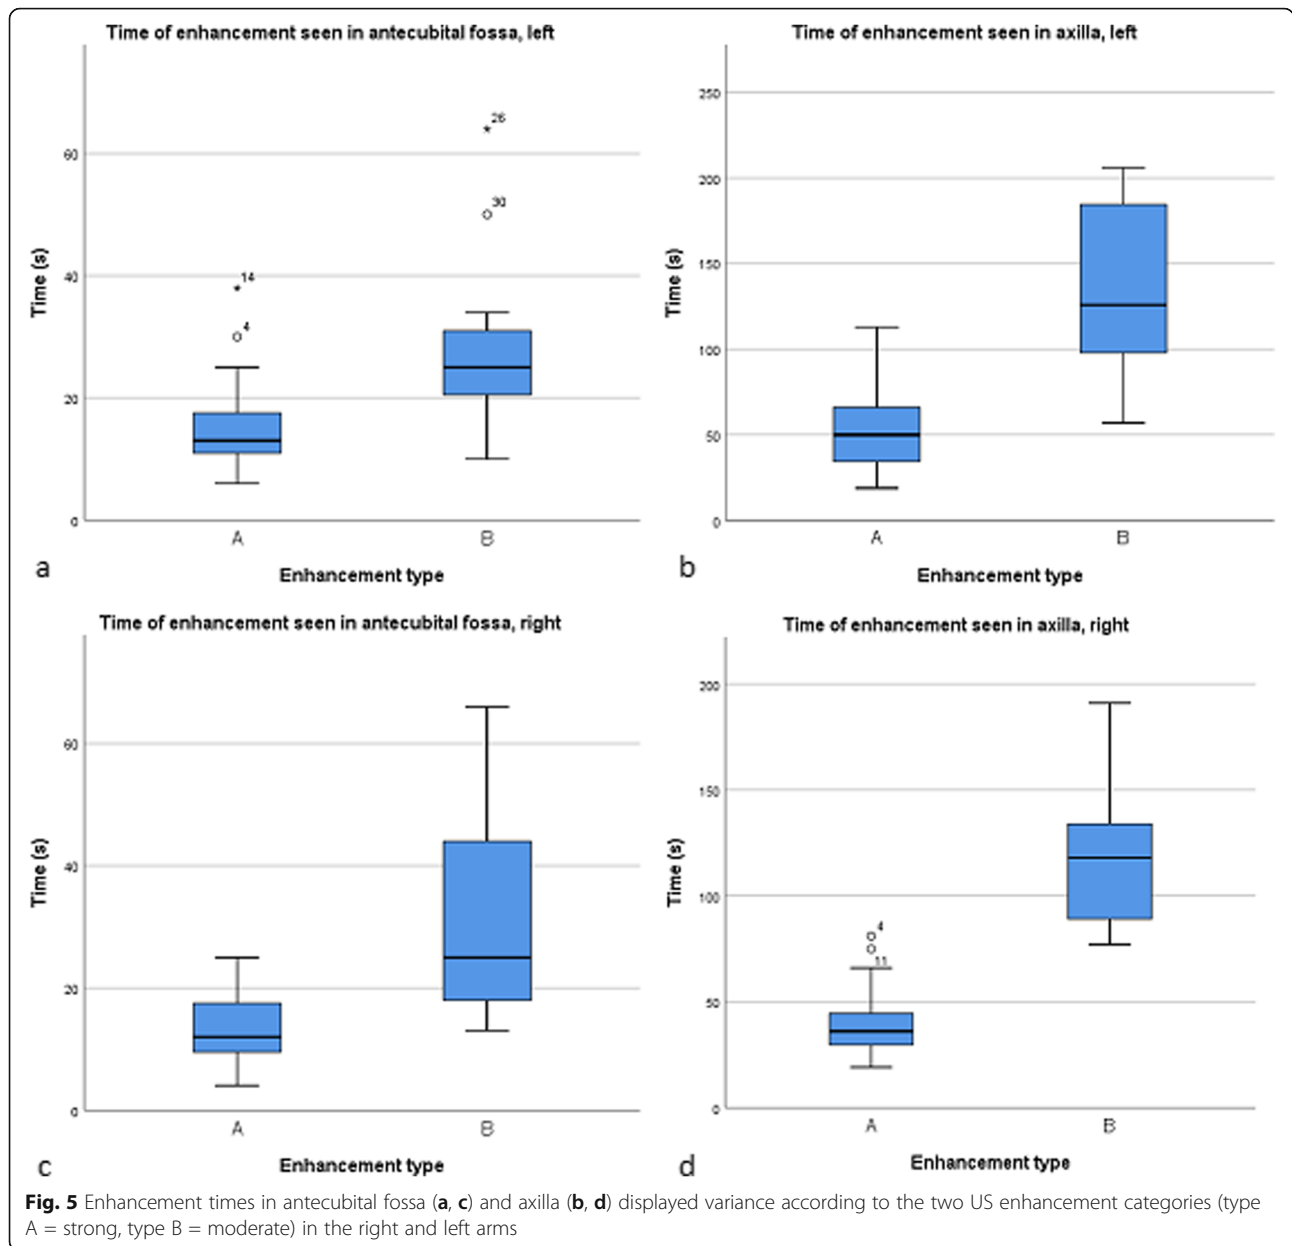 Time of enhancement seen in antecubital fossa, left
60
40
20
0
Time (s)
26
30
14
4
A B
Enhancement type
a
Time of enhancement seen in axilla, left
250
200
150
100
50
0
Time (s)
A B
Enhancement type
b
Time of enhancement seen in antecubital fossa, right
60
40
20
0
Time (s)
A B
Enhancement type
c
Time of enhancement seen in axilla, right
200
150
100
50
0
Time (s)
4
11
A B
Enhancement type
d
Fig. 5 Enhancement times in antecubital fossa (a, c) and axilla (b, d) displayed variance according to the two US enhancement categories (type
A = strong, type B = moderate) in the right and left arms